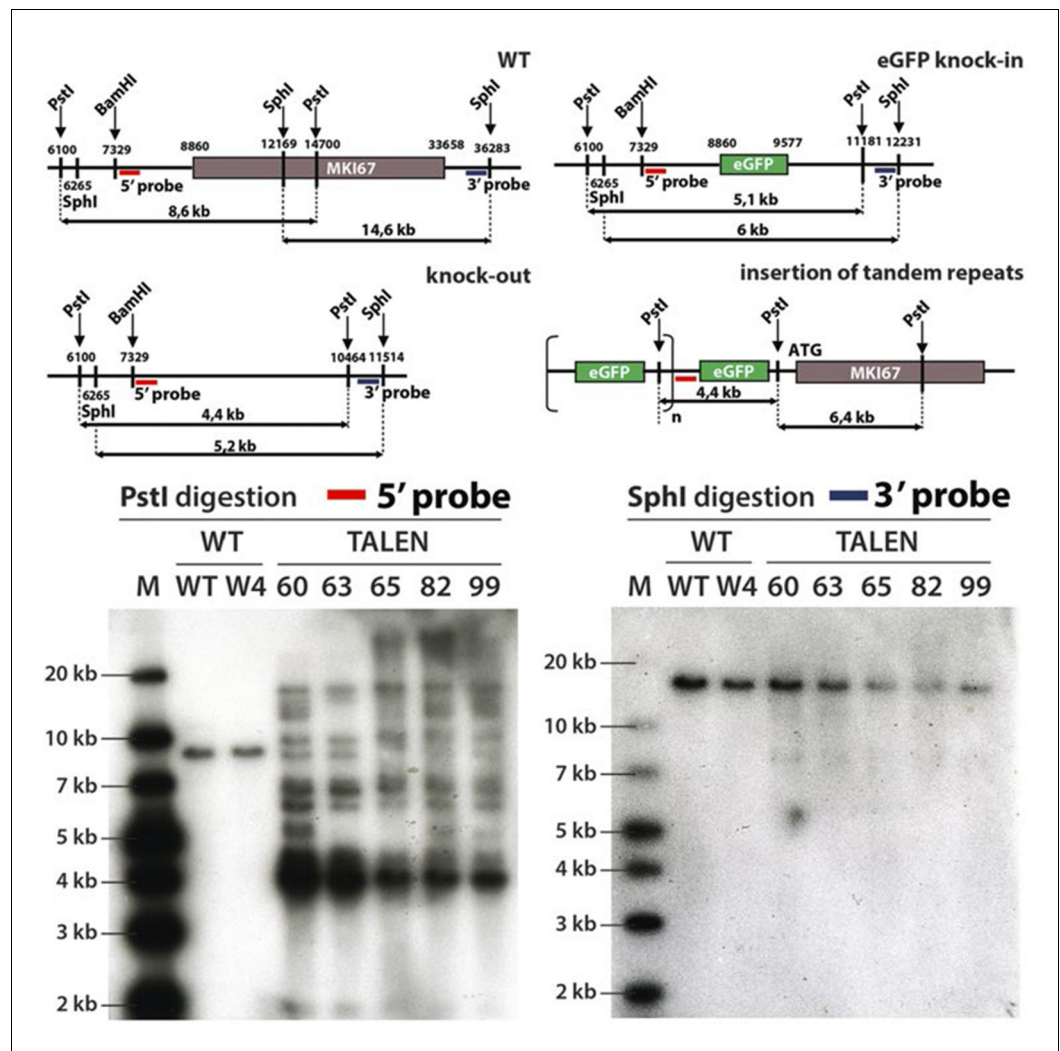 WT
PstI BamHI SphI PstI SphI
6100 7329 8860 12169 14700 33658 36283
MKI67
6265 5′ probe 3′ probe
SphI
8,6 kb
14,6 kb
eGFP knock-in
PstI BamHI PstI SphI
6100 7329 8860 9577 11181 12231
eGFP
6265 5′ probe 3′ probe
SphI
5,1 kb
6 kb
knock-out
PstI BamHI PstI SphI
6100 7329 10464 11514
6265 5′ probe 3′ probe
SphI
4,4 kb
5,2 kb
insertion of tandem repeats
PstI PstI PstI
ATG
eGFP eGFP MKI67
4,4 kb
n 6,4 kb
PstI digestion 5′ probe
WT TALEN
M WT W4 60 63 65 82 99
20 kb
10 kb
7 kb
5 kb
4 kb
3 kb
2 kb
SphI digestion 3′ probe
WT TALEN
M WT W4 60 63 65 82 99
20 kb
10 kb
7 kb
5 kb
4 kb
3 kb
2 kb